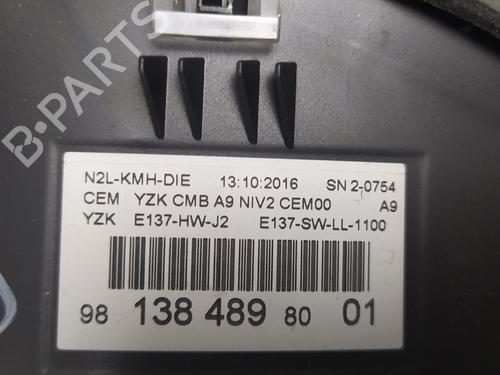 B-PARTS
N2L-KMH-DIE 13:10:2016 SN 2-0754
CEM YZK CMB A9 NIV2 CEM00 A9
YZK E137-HW-J2 E137-SW-LL-1100
98 138 489 80 01